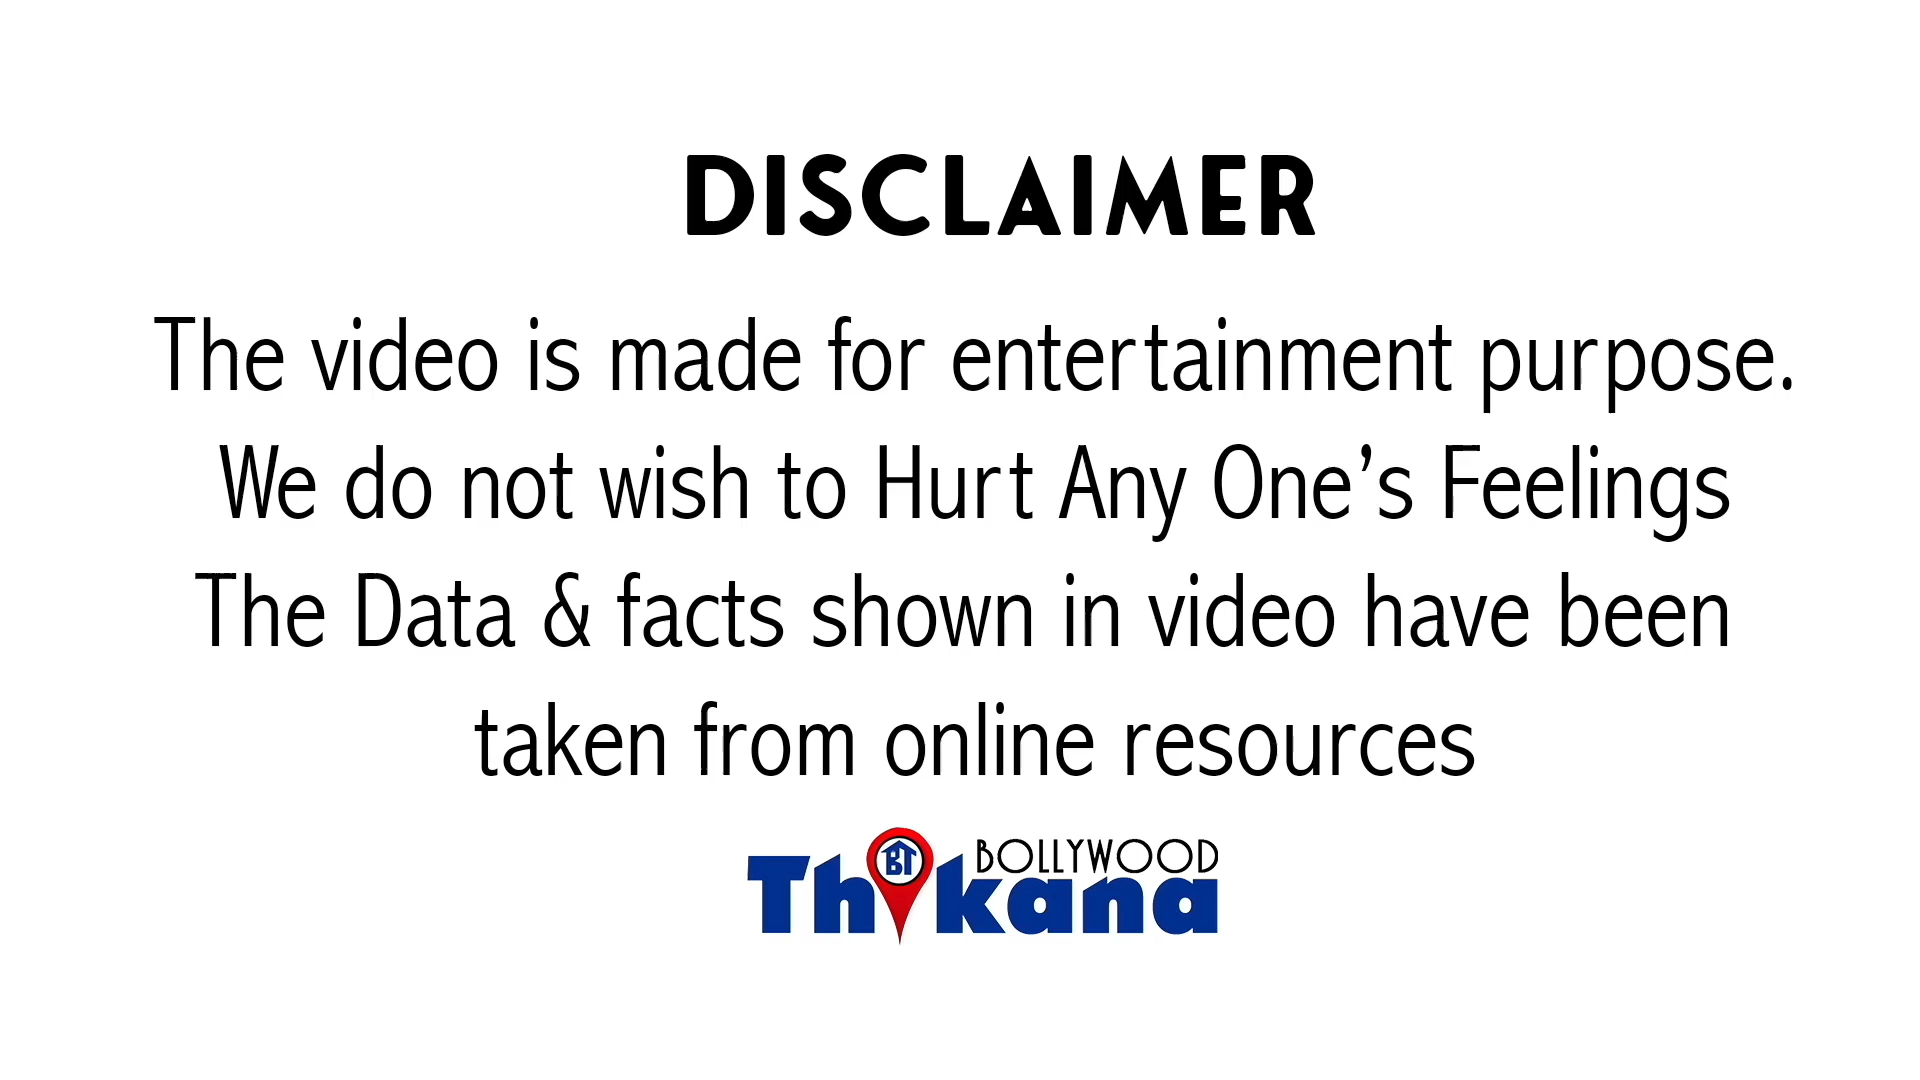 DISCLAIMER
The video is made for entertainment purpose.
We do not wish to Hurt Any One’s Feelings
The Data & facts shown in video have been
taken from online resources
BT
BOLLYWOOD
Thikana